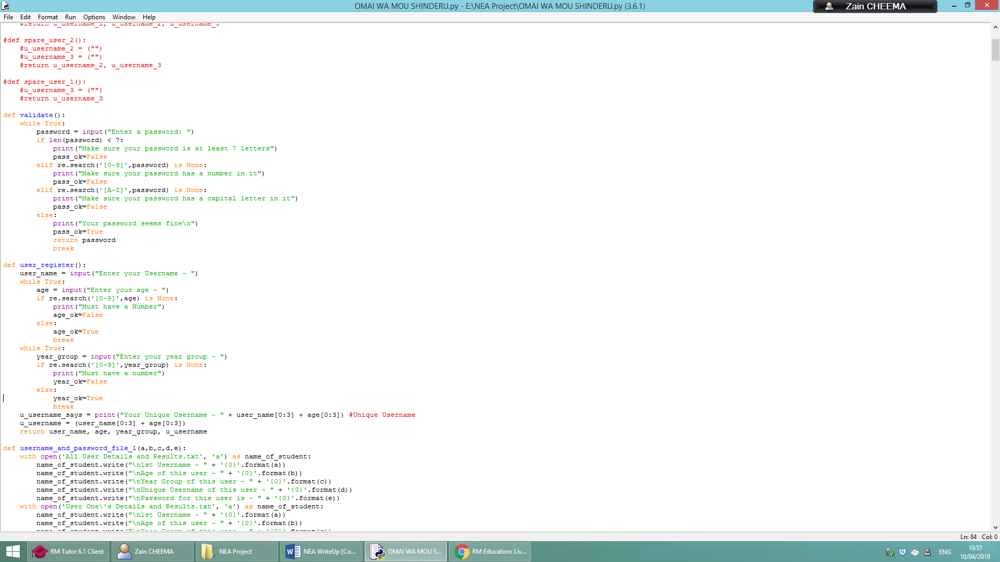 OMAI WA MOU SHINDERU.py - E:\NEA Project\OMAI WA MOU SHINDERU.py (3.6.1)
Zain CHEEMA
File Edit Format Run Options Window Help
#return u_username_1, u_username_2, u_username_3
#def spare_user_2():
    #u_username_2 = ("")
    #u_username_3 = ("")
    #return u_username_2, u_username_3
#def spare_user_1():
    #u_username_3 = ("")
    #return u_username_3
def validate():
    while True:
        password = input("Enter a password: ")
        if len(password) < 7:
            print("Make sure your password is at least 7 letters")
            pass_ok=False
        elif re.search('[0-9]',password) is None:
            print("Make sure your password has a number in it")
            pass_ok=False
        elif re.search('[A-Z]',password) is None:
            print("Make sure your password has a capital letter in it")
            pass_ok=False
        else:
            print("Your password seems fine\n")
            pass_ok=True
            return password
            break
def user_register():
    user_name = input("Enter your Username - ")
    while True:
        age = input("Enter your age - ")
        if re.search('[0-9]',age) is None:
            print("Must have a Number")
            age_ok=False
        else:
            age_ok=True
            break
    while True:
        year_group = input("Enter your year group - ")
        if re.search('[0-9]',year_group) is None:
            print("Must have a number")
            year_ok=False
        else:
            year_ok=True
            break
    u_username_says = print("Your Unique Username - " + user_name[0:3] + age[0:3]) #Unique Username
    u_username = (user_name[0:3] + age[0:3])
    return user_name, age, year_group, u_username
def username_and_password_file_1(a,b,c,d,e):
    with open('All User Details and Results.txt', 'a') as name_of_student:
        name_of_student.write("\n1st Username - " + '{0}'.format(a))
        name_of_student.write("\nAge of this user - " + '{0}'.format(b))
        name_of_student.write("\nYear Group of this user - " + '{0}'.format(c))
        name_of_student.write("\nUnique Username of this user - " + '{0}'.format(d))
        name_of_student.write("\nPassword for this user is - " + '{0}'.format(e))
    with open('User One\'s Details and Results.txt', 'a') as name_of_student:
        name_of_student.write("\n1st Username - " + '{0}'.format(a))
        name_of_student.write("\nAge of this user - " + '{0}'.format(b))
        name_of_student.write("\nYear Group of this user - " + '{0}'.format(c))
Ln: 84 Col: 0
RM Tutor 6.1 Client
Zain CHEEMA
NEA Project
NEA WriteUp [Co...
OMAI WA MOU S...
RM Education: Liv...
ENG
10:51
10/04/2018